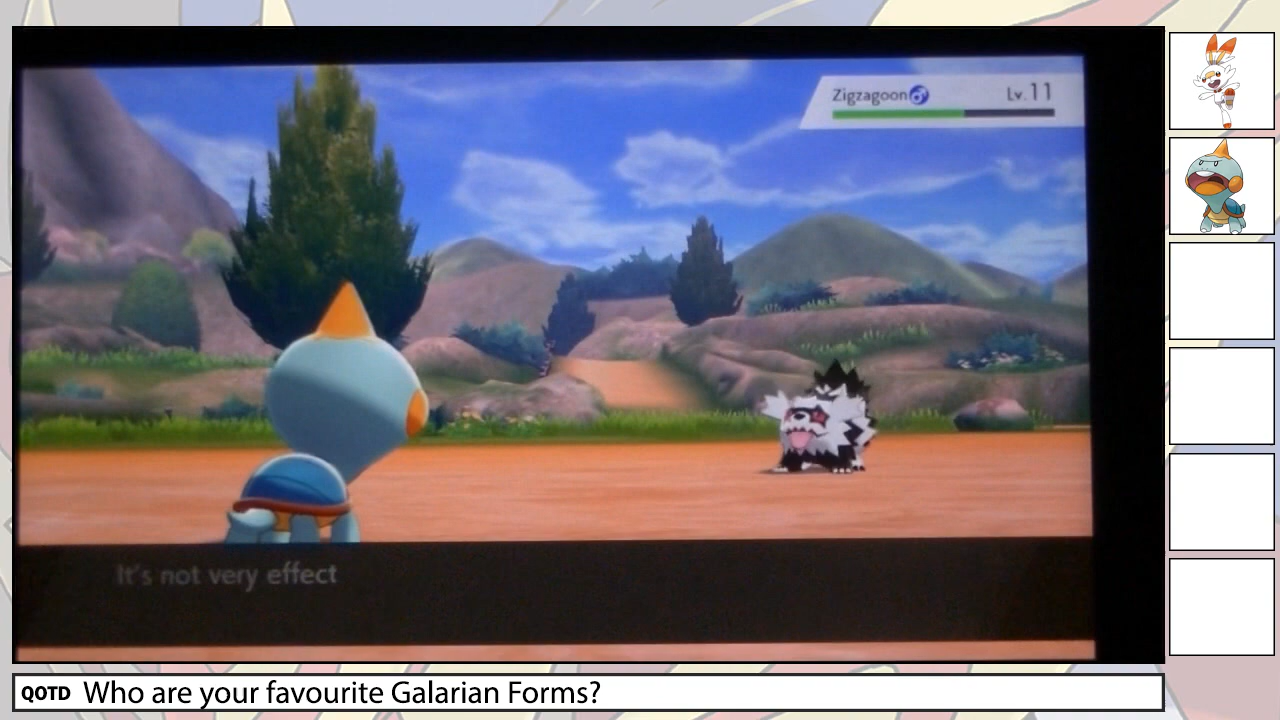 Zigzagoon♂ Lv.11
It's not very effect
QOTD Who are your favourite Galarian Forms?